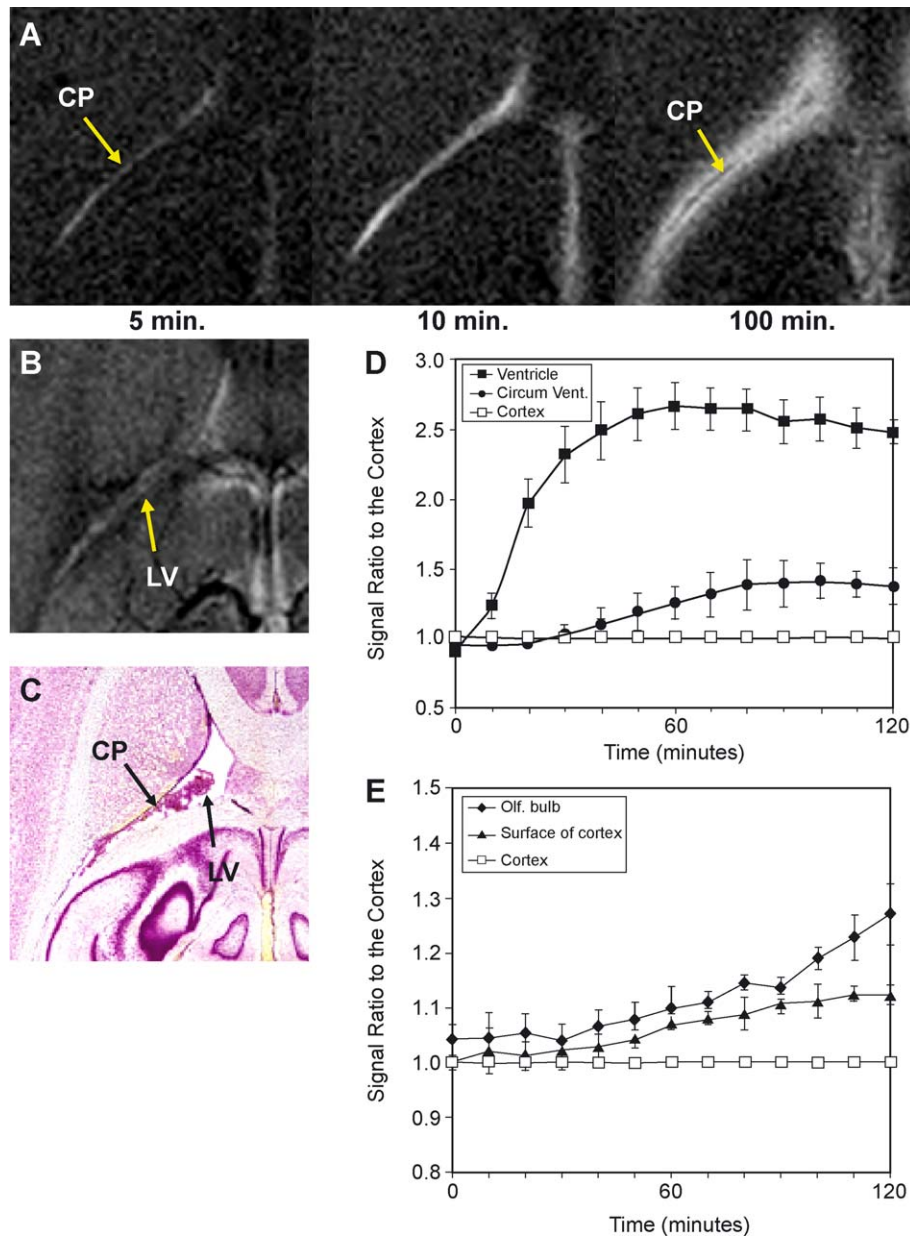 A
CP
CP
5 min.
10 min.
100 min.
B
LV
C
CP
LV
D
Signal Ratio to the Cortex
3.0
2.5
2.0
1.5
1.0
0.5
Ventricle
Circum Vent.
Cortex
0
60
120
Time (minutes)
E
Signal Ratio to the Cortex
1.5
1.4
1.3
1.2
1.1
1.0
0.9
0.8
Olf. bulb
Surface of cortex
Cortex
0
60
120
Time (minutes)